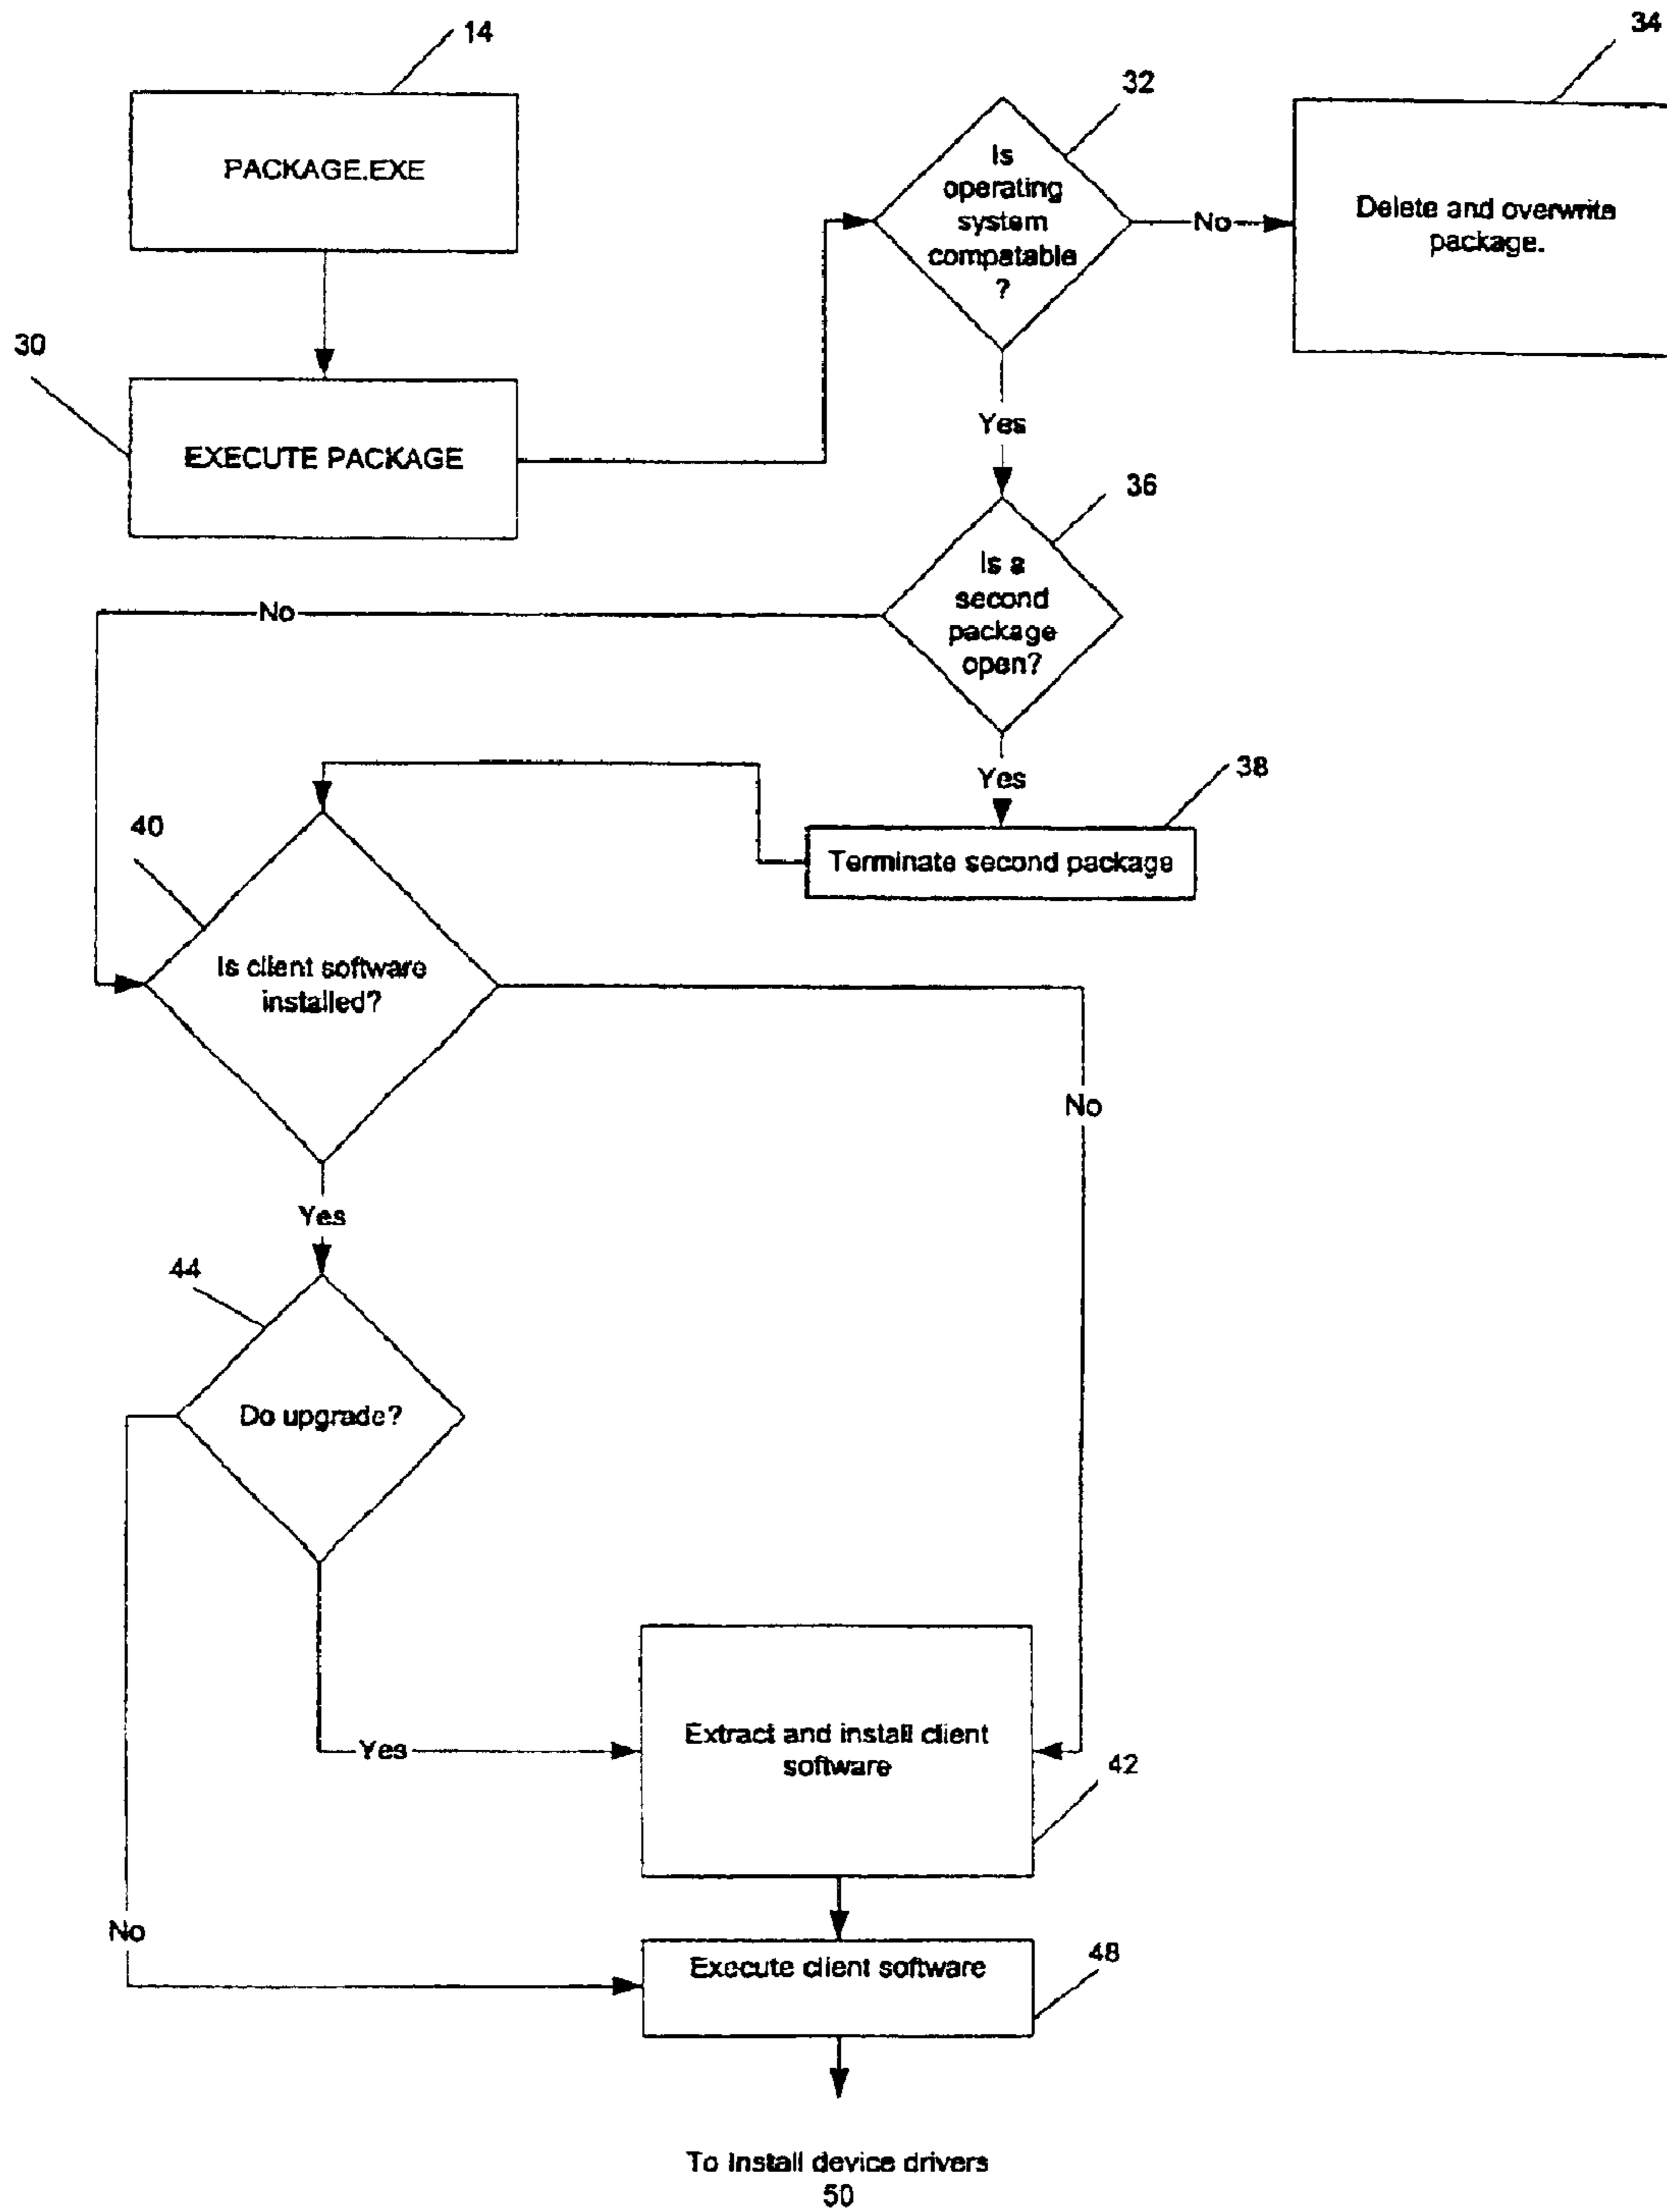 14
PACKAGE.EXE
30
EXECUTE PACKAGE
32
Is
operating
system
compatable
?
No
34
Delete and overwrite
package.
Yes
36
Is a
second
package
open?
No
Yes
38
Terminate second package
40
Is client software
installed?
No
Yes
44
Do upgrade?
Yes
Extract and install client
software
42
No
Execute client software
48
To Install device drivers
50